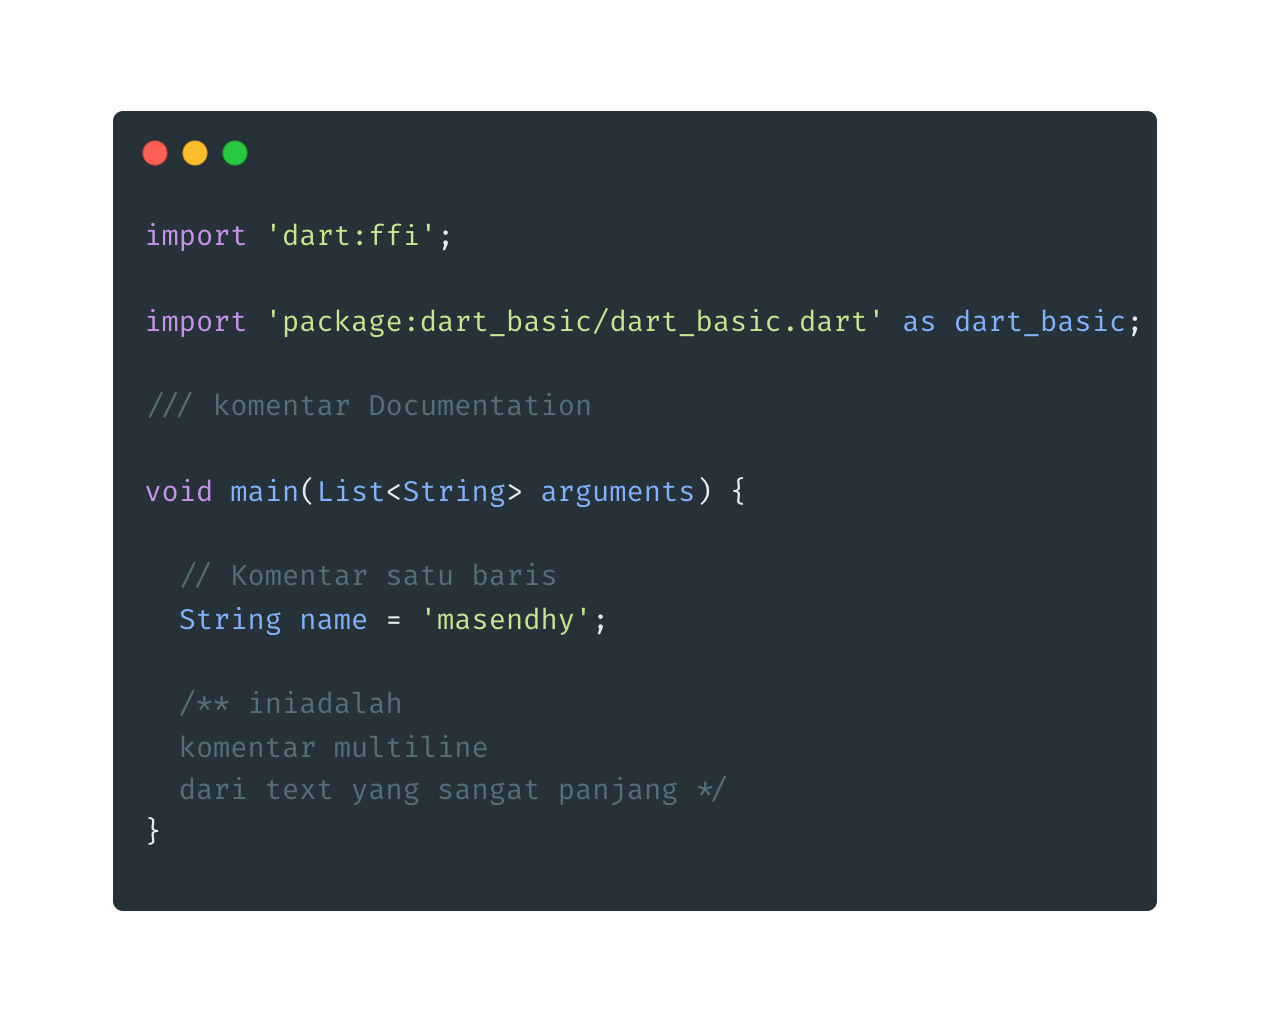 import 'dart:ffi';
import 'package:dart_basic/dart_basic.dart' as dart_basic;
/// komentar Documentation
void main(List<String> arguments) {
// Komentar satu baris
String name = 'masendhy';
/** iniadalah
komentar multiline
dari text yang sangat panjang */
}